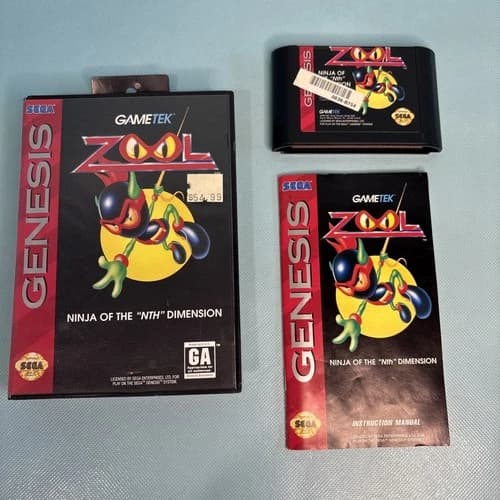 SEGA
GENESIS
GAMETEK
ZOOL
$54.99
NINJA OF THE "NTH" DIMENSION
GA
LICENSED BY SEGA ENTERPRISES, LTD. FOR
PLAY ON THE SEGA GENESIS SYSTEM.
SEGA
GENESIS
ZOOL
NINJA OF
THE "Nth"
DIMENSION
SEGA
SEGA
GENESIS
GAMETEK
ZOOL
NINJA OF THE "Nth" DIMENSION
INSTRUCTION MANUAL
SEGA